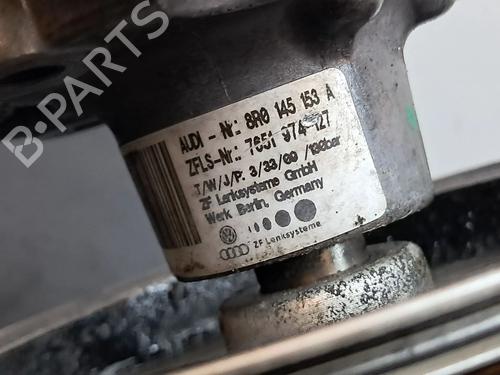 AUDI - Nr.: 8R0 145 153 A
ZFLS-Nr.: 7651 974 127
T/W/J/P: 3/33/09 /130bar
ZF Lenksysteme GmbH
Werk Berlin, Germany
ZF Lenksysteme
B-PARTS